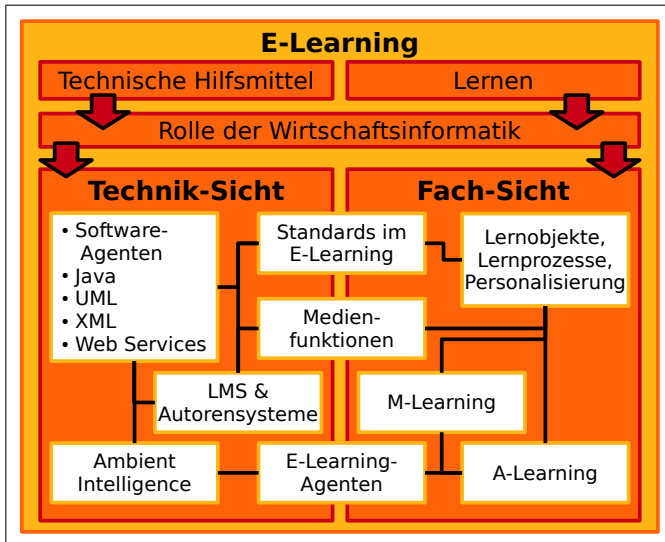 E-Learning
Technische Hilfsmittel
Lernen
Rolle der Wirtschaftsinformatik
Technik-Sicht
Fach-Sicht
• Software-
Agenten
• Java
• UML
• XML
• Web Services
Standards im
E-Learning
Lernobjekte,
Lernprozesse,
Personalisierung
Medien-
funktionen
LMS &
Autorensysteme
M-Learning
Ambient
Intelligence
E-Learning-
Agenten
A-Learning